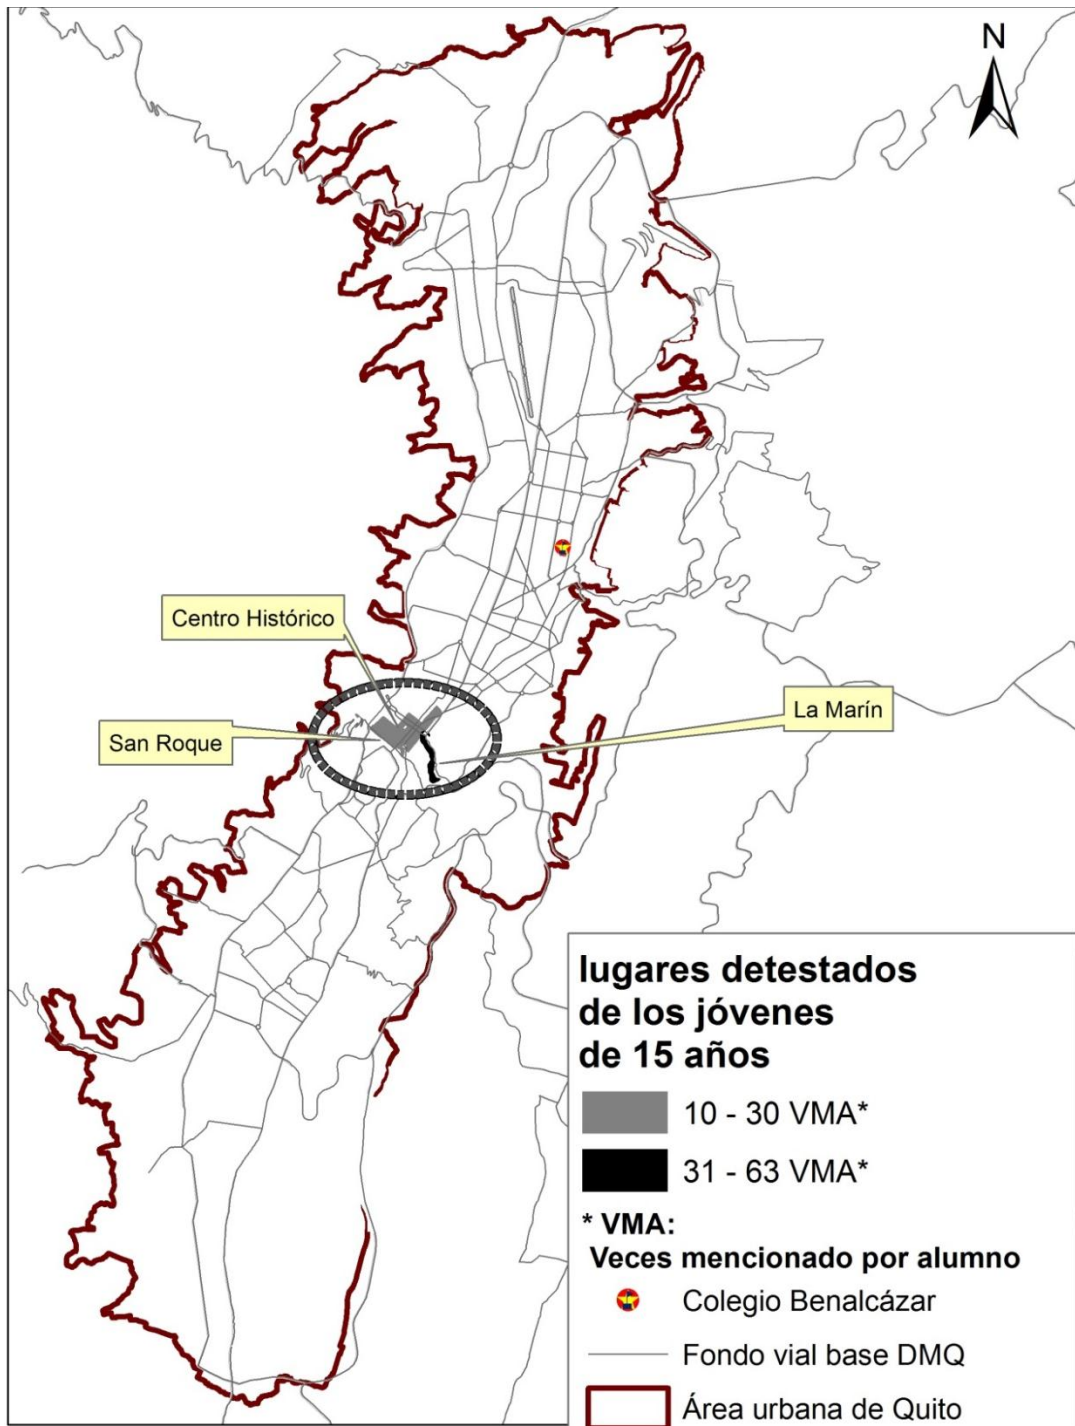 N
Centro Histórico
San Roque
La Marín
lugares detestados
de los jóvenes
de 15 años
10 - 30 VMA*
31 - 63 VMA*
* VMA:
Veces mencionado por alumno
Colegio Benalcázar
Fondo vial base DMQ
Área urbana de Quito